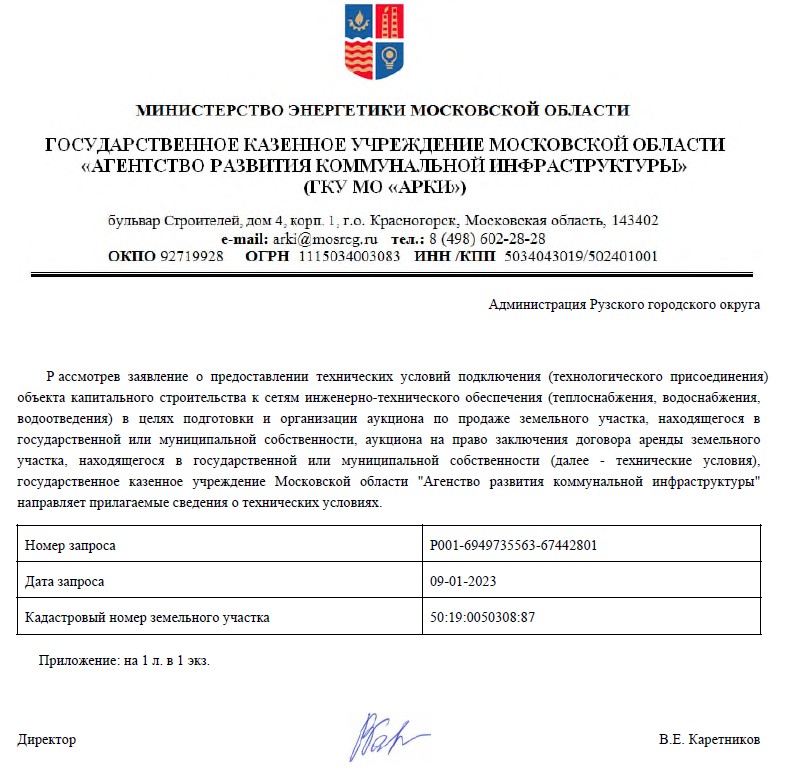 МИНИСТЕРСТВО ЭНЕРГЕТИКИ МОСКОВСКОЙ ОБЛАСТИ
ГОСУДАРСТВЕННОЕ КАЗЕННОЕ УЧРЕЖДЕНИЕ МОСКОВСКОЙ ОБЛАСТИ
«АГЕНТСТВО РАЗВИТИЯ КОММУНАЛЬНОЙ ИНФРАСТРУКТУРЫ»
(ГКУ МО «АРКИ»)
бульвар Строителей, дом 4, корп. 1, г.о. Красногорск, Московская область, 143402
e-mail: arki@mosreg.ru тел.: 8 (498) 602-28-28
ОКПО 92719928 ОГРН 1115034003083 ИНН /КПП 5034043019/502401001
Администрация Рузского городского округа
Рассмотрев заявление о предоставлении технических условий подключения (технологического присоединения)
объекта капитального строительства к сетям инженерно-технического обеспечения (теплоснабжения, водоснабжения,
водоотведения) в целях подготовки и организации аукциона по продаже земельного участка, находящегося в
государственной или муниципальной собственности, аукциона на право заключения договора аренды земельного
участка, находящегося в государственной или муниципальной собственности (далее - технические условия),
государственное казенное учреждение Московской области "Агенство развития коммунальной инфраструктуры"
направляет прилагаемые сведения о технических условиях.
Номер запроса P001-6949735563-67442801
Дата запроса 09-01-2023
Кадастровый номер земельного участка 50:19:0050308:87
Приложение: на 1 л. в 1 экз.
Директор В.Е. Каретников